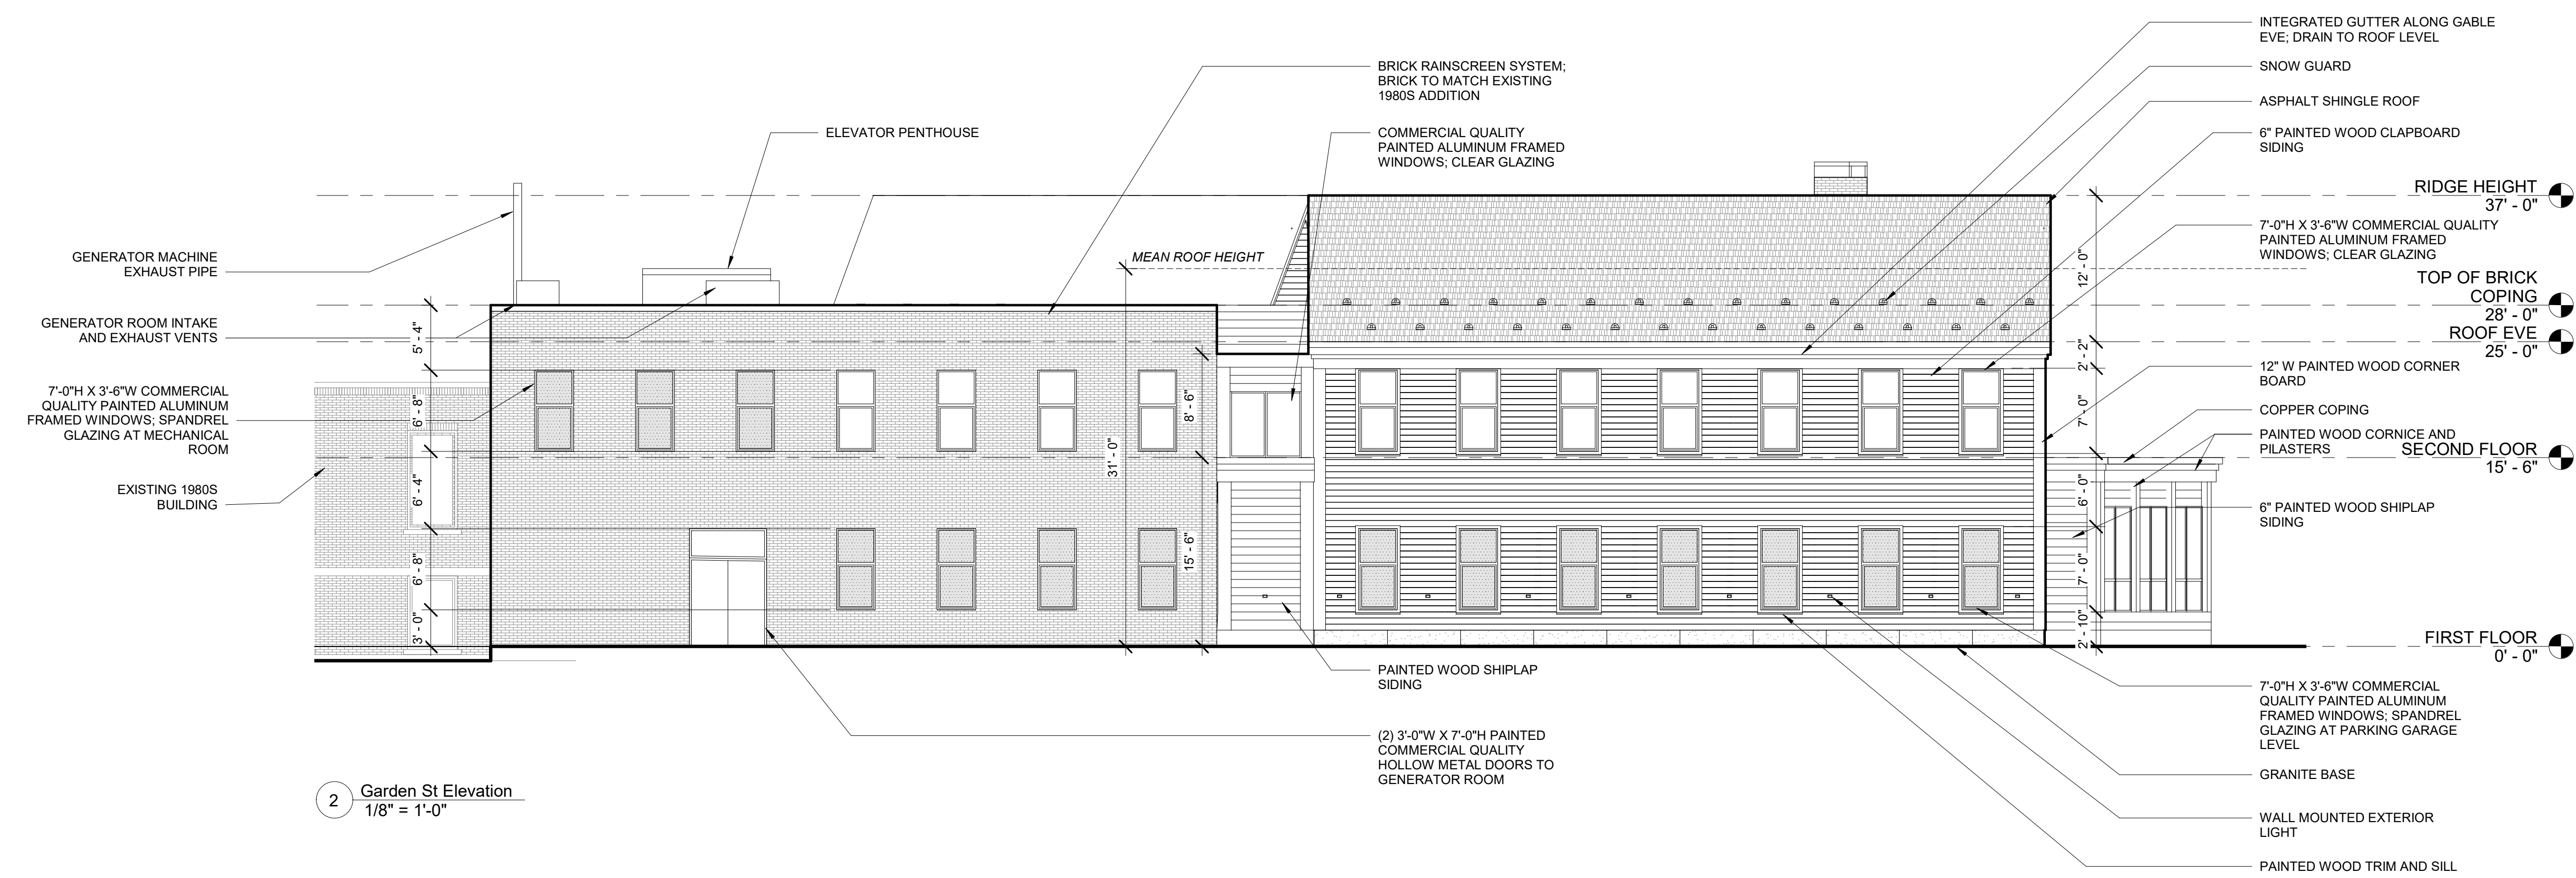 INTEGRATED GUTTER ALONG GABLE
EVE; DRAIN TO ROOF LEVEL
SNOW GUARD
ASPHALT SHINGLE ROOF
6" PAINTED WOOD CLAPBOARD
SIDING
BRICK RAINSCREEN SYSTEM;
BRICK TO MATCH EXISTING
1980S ADDITION
ELEVATOR PENTHOUSE
COMMERCIAL QUALITY
PAINTED ALUMINUM FRAMED
WINDOWS; CLEAR GLAZING
RIDGE HEIGHT
37' - 0"
7'-0"H X 3'-6"W COMMERCIAL QUALITY
PAINTED ALUMINUM FRAMED
WINDOWS; CLEAR GLAZING
GENERATOR MACHINE
EXHAUST PIPE
MEAN ROOF HEIGHT
12' - 0"
TOP OF BRICK
COPING
28' - 0"
GENERATOR ROOM INTAKE
AND EXHAUST VENTS
5' - 4"
ROOF EVE
25' - 0"
2' - 2"
12" W PAINTED WOOD CORNER
BOARD
7'-0"H X 3'-6"W COMMERCIAL
QUALITY PAINTED ALUMINUM
FRAMED WINDOWS; SPANDREL
GLAZING AT MECHANICAL
ROOM
6' - 8"
8' - 6"
7' - 0"
COPPER COPING
PAINTED WOOD CORNICE AND
PILASTERS
SECOND FLOOR
15' - 6"
31' - 0"
EXISTING 1980S
BUILDING
6' - 4"
6' - 0"
6" PAINTED WOOD SHIPLAP
SIDING
6' - 8"
15' - 6"
7' - 0"
3' - 0"
2' - 10"
FIRST FLOOR
0' - 0"
PAINTED WOOD SHIPLAP
SIDING
7'-0"H X 3'-6"W COMMERCIAL
QUALITY PAINTED ALUMINUM
FRAMED WINDOWS; SPANDREL
GLAZING AT PARKING GARAGE
LEVEL
(2) 3'-0"W X 7'-0"H PAINTED
COMMERCIAL QUALITY
HOLLOW METAL DOORS TO
GENERATOR ROOM
GRANITE BASE
WALL MOUNTED EXTERIOR
LIGHT
PAINTED WOOD TRIM AND SILL
2
Garden St Elevation
1/8" = 1'-0"